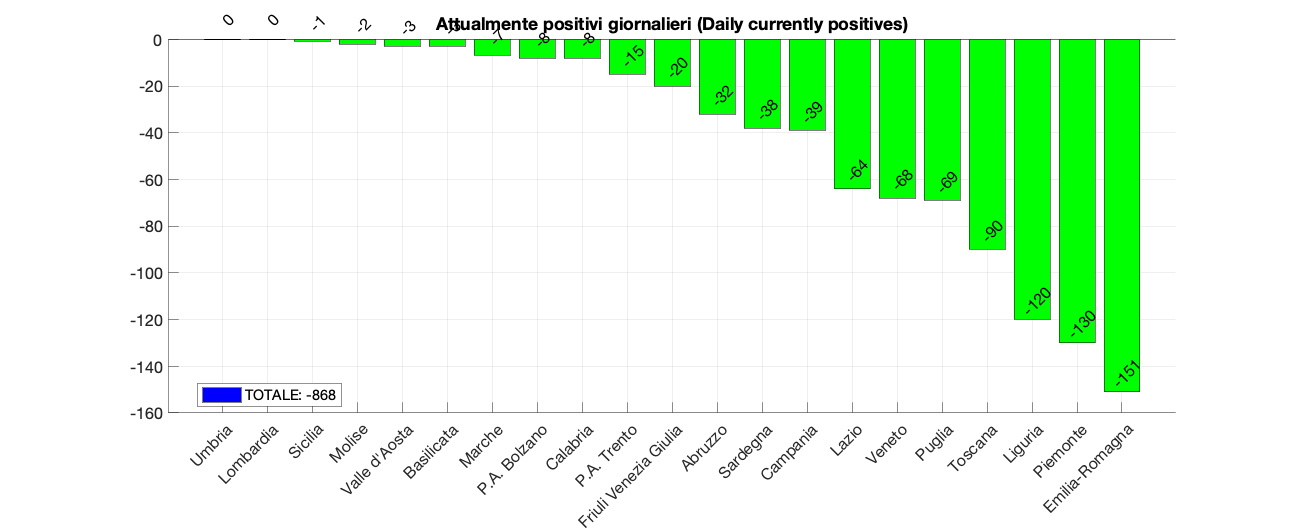 Attualmente positivi giornalieri (Daily currently positives)
0
0
-1
-2
-3
-3
-7
-8
-8
-15
-20
-32
-38
-39
-64
-68
-69
-90
-120
-130
-151
0
-20
-40
-60
-80
-100
-120
-140
-160
TOTALE: -868
Umbria
Lombardia
Sicilia
Molise
Valle d'Aosta
Basilicata
Marche
P.A. Bolzano
Calabria
P.A. Trento
Friuli Venezia Giulia
Abruzzo
Sardegna
Campania
Lazio
Veneto
Puglia
Toscana
Liguria
Piemonte
Emilia-Romagna